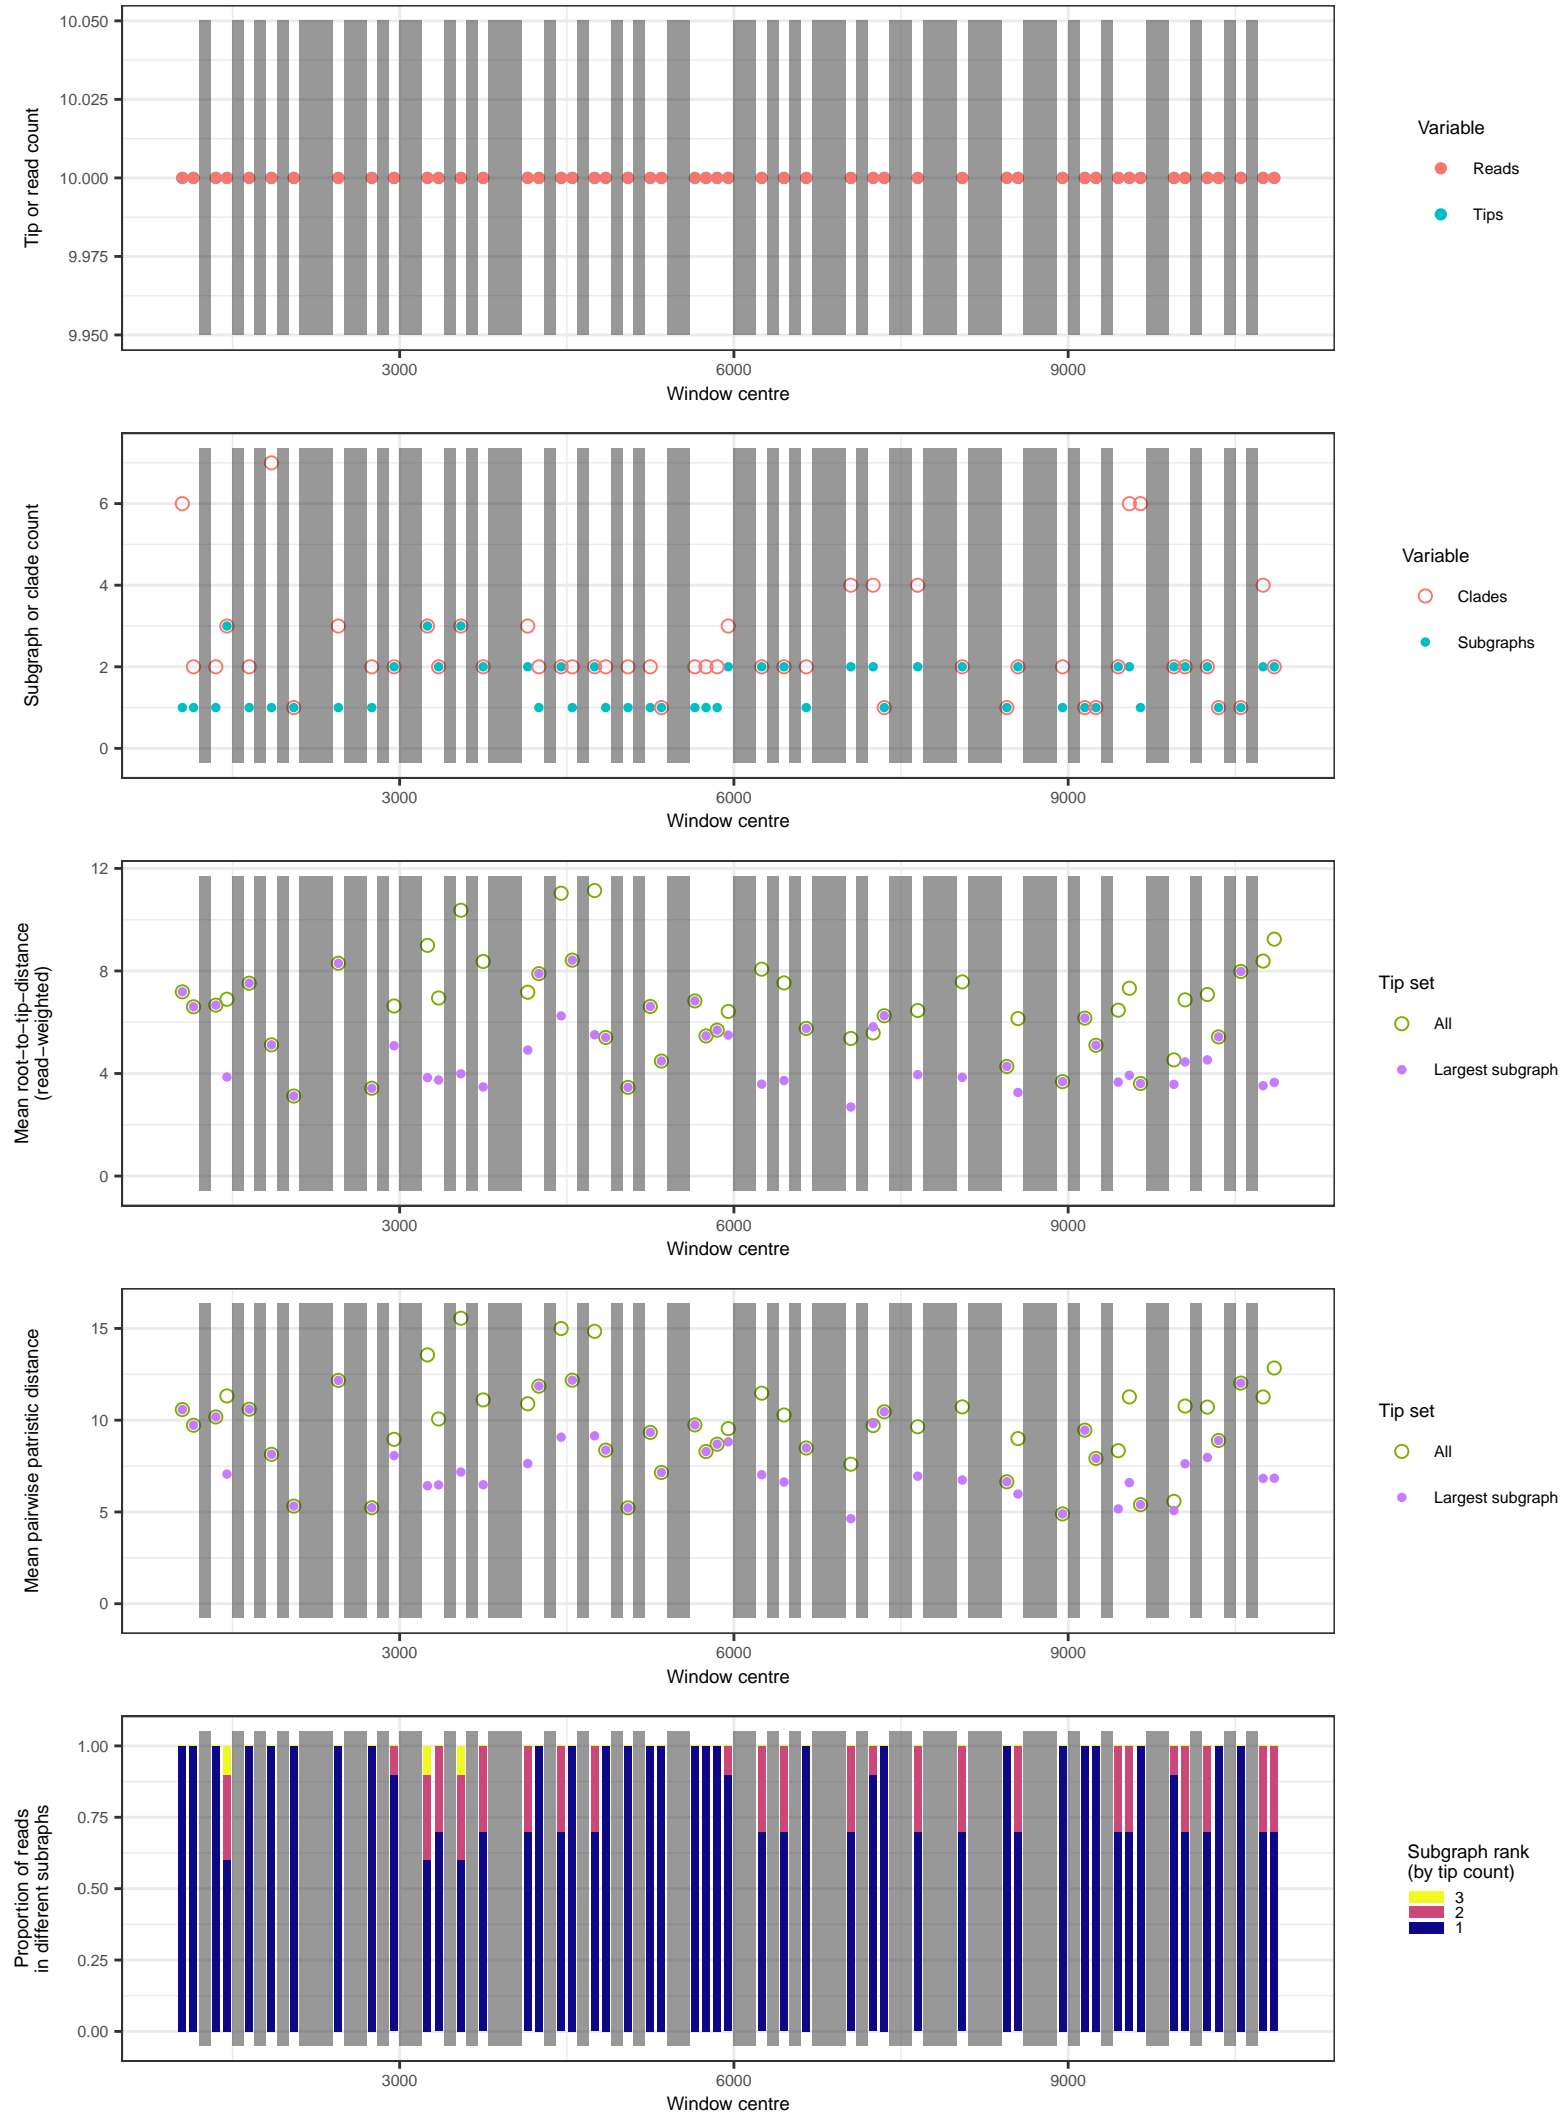 10.050
10.025
10.000
9.975
9.950
Tip or read count
3000
6000
9000
Window centre
Variable
Reads
Tips
6
4
2
0
Subgraph or clade count
3000
6000
9000
Window centre
Variable
Clades
Subgraphs
12
8
4
0
Mean root−to−tip−distance
(read−weighted)
3000
6000
9000
Window centre
Tip set
All
Largest subgraph
15
10
5
0
Mean pairwise patristic distance
3000
6000
9000
Window centre
Tip set
All
Largest subgraph
1.00
0.75
0.50
0.25
0.00
Proportion of reads
in different subraphs
3000
6000
9000
Window centre
Subgraph rank
(by tip count)
3
2
1